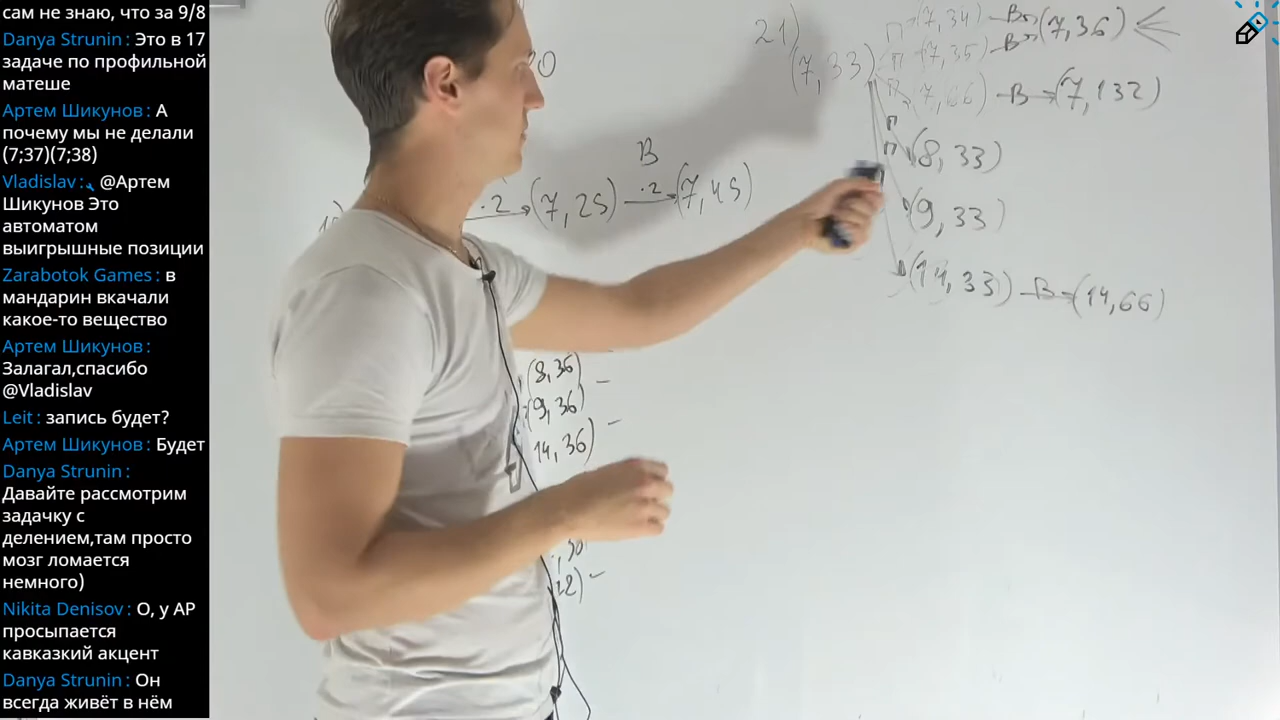 сам не знаю, что за 9/8
Danya Strunin: Это в 17
задаче по профильной
матеше
Артем Шикунов: А
почему мы не делали
(7;37)(7;38)
Vladislav: @Артем
Шикунов Это
автоматом
выигрышные позиции
Zarabotok Games: в
мандарин вкачали
какое-то вещество
Артем Шикунов:
Залагал,спасибо
@Vladislav
Leit: запись будет?
Артем Шикунов: Будет
Danya Strunin:
Давайте рассмотрим
задачку с
делением,там просто
мозг ломается
немного)
Nikita Denisov: О, у АР
просыпается
кавказкий акцент
Danya Strunin: Он
всегда живёт в нём
21)
(7,33)
П (7,34) В (7,36)
П (7,35) В
В (7,66) В (7,132)
П
П (8,33)
(9,33)
(14,33) В (14,66)
В
·2 (7,25) ·2 (7,45)
(8,36) –
(9,36) –
14,36) –